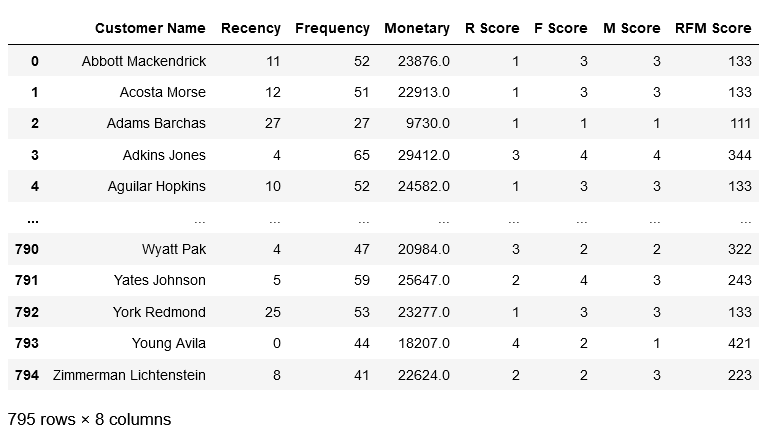 Customer Name Recency Frequency Monetary R Score F Score M Score RFM Score
0 Abbott Mackendrick 11 52 23876.0 1 3 3 133
1 Acosta Morse 12 51 22913.0 1 3 3 133
2 Adams Barchas 27 27 9730.0 1 1 1 111
3 Adkins Jones 4 65 29412.0 3 4 4 344
4 Aguilar Hopkins 10 52 24582.0 1 3 3 133
... ... ... ... ... ... ... ... ...
790 Wyatt Pak 4 47 20984.0 3 2 2 322
791 Yates Johnson 5 59 25647.0 2 4 3 243
792 York Redmond 25 53 23277.0 1 3 3 133
793 Young Avila 0 44 18207.0 4 2 1 421
794 Zimmerman Lichtenstein 8 41 22624.0 2 2 3 223
795 rows × 8 columns